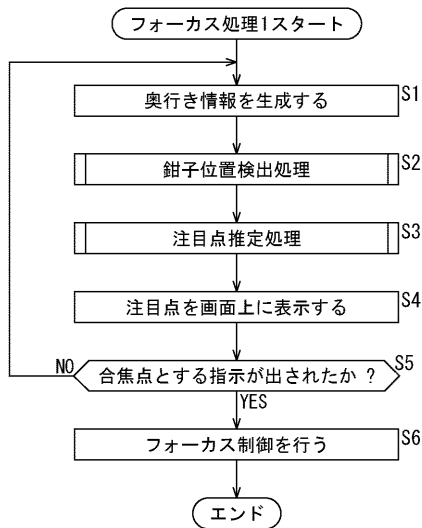 フォーカス処理1スタート
奥行き情報を生成する
S1
鉗子位置検出処理
S2
注目点推定処理
S3
注目点を画面上に表示する
S4
NO
合焦点とする指示が出されたか ?
S5
YES
フォーカス制御を行う
S6
エンド